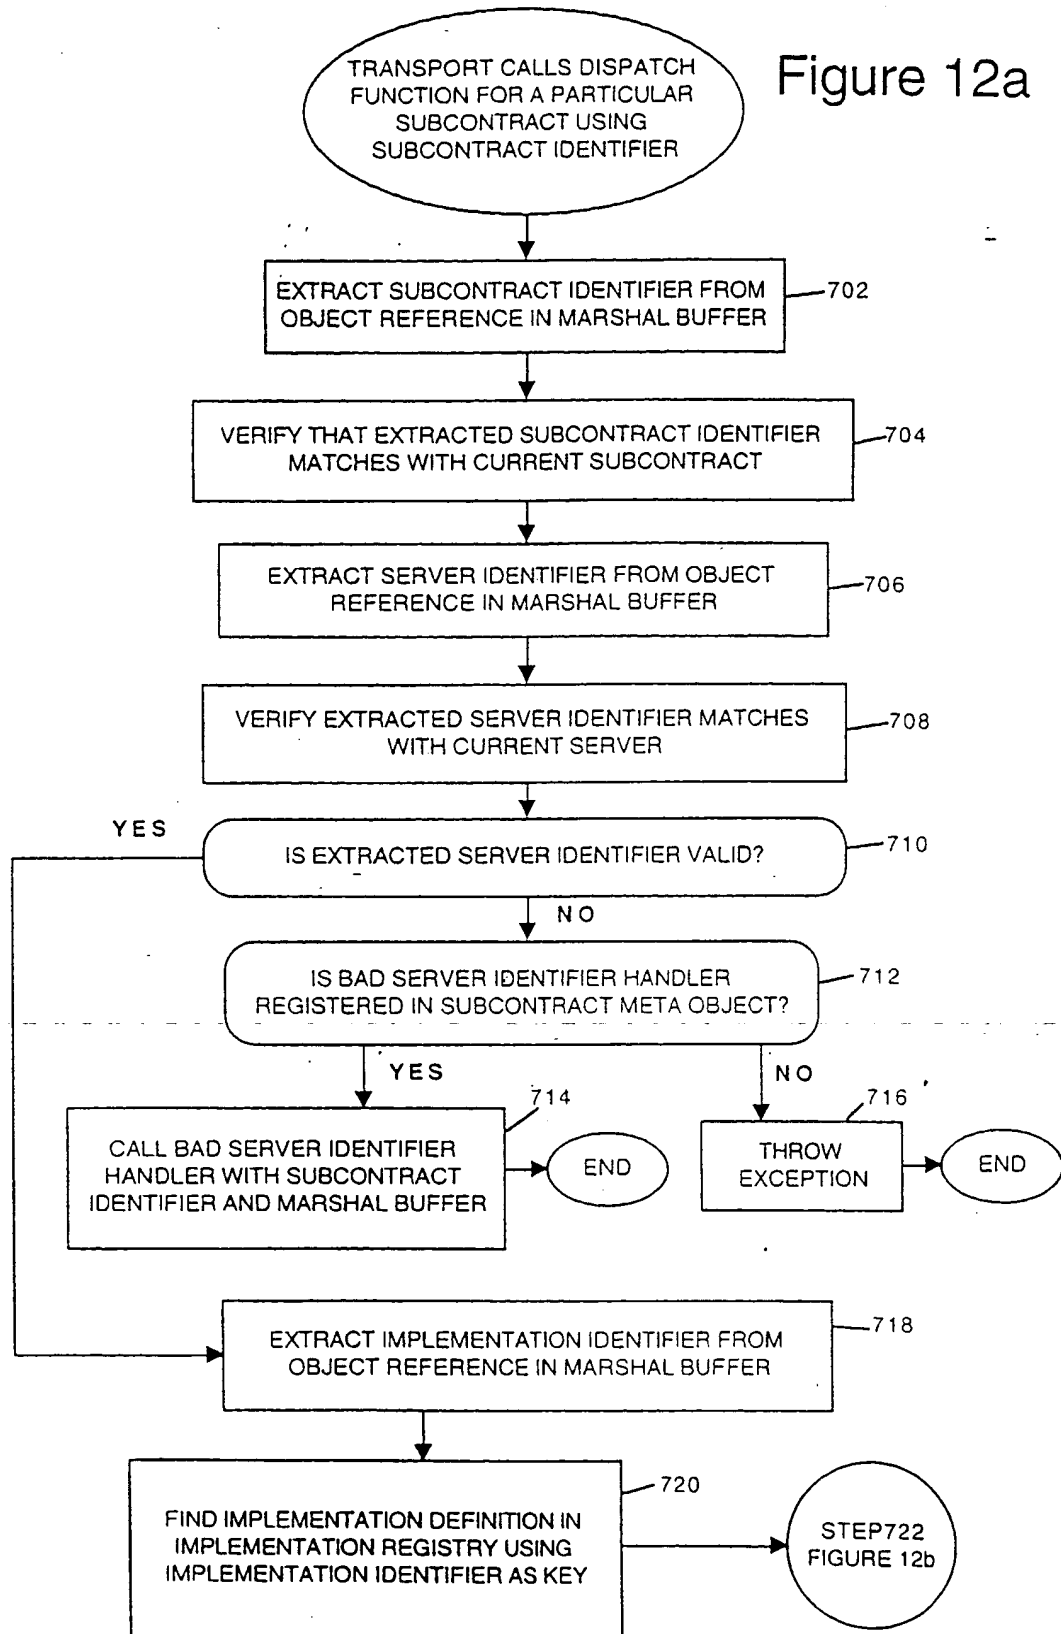 Figure 12a
TRANSPORT CALLS DISPATCH
FUNCTION FOR A PARTICULAR
SUBCONTRACT USING
SUBCONTRACT IDENTIFIER
EXTRACT SUBCONTRACT IDENTIFIER FROM
OBJECT REFERENCE IN MARSHAL BUFFER
702
VERIFY THAT EXTRACTED SUBCONTRACT IDENTIFIER
MATCHES WITH CURRENT SUBCONTRACT
704
EXTRACT SERVER IDENTIFIER FROM OBJECT
REFERENCE IN MARSHAL BUFFER
706
VERIFY EXTRACTED SERVER IDENTIFIER MATCHES
WITH CURRENT SERVER
708
YES
IS EXTRACTED SERVER IDENTIFIER VALID?
710
NO
IS BAD SERVER IDENTIFIER HANDLER
REGISTERED IN SUBCONTRACT META OBJECT?
712
YES
NO
714
CALL BAD SERVER IDENTIFIER
HANDLER WITH SUBCONTRACT
IDENTIFIER AND MARSHAL BUFFER
END
716
THROW
EXCEPTION
END
EXTRACT IMPLEMENTATION IDENTIFIER FROM
OBJECT REFERENCE IN MARSHAL BUFFER
718
FIND IMPLEMENTATION DEFINITION IN
IMPLEMENTATION REGISTRY USING
IMPLEMENTATION IDENTIFIER AS KEY
720
STEP722
FIGURE 12b